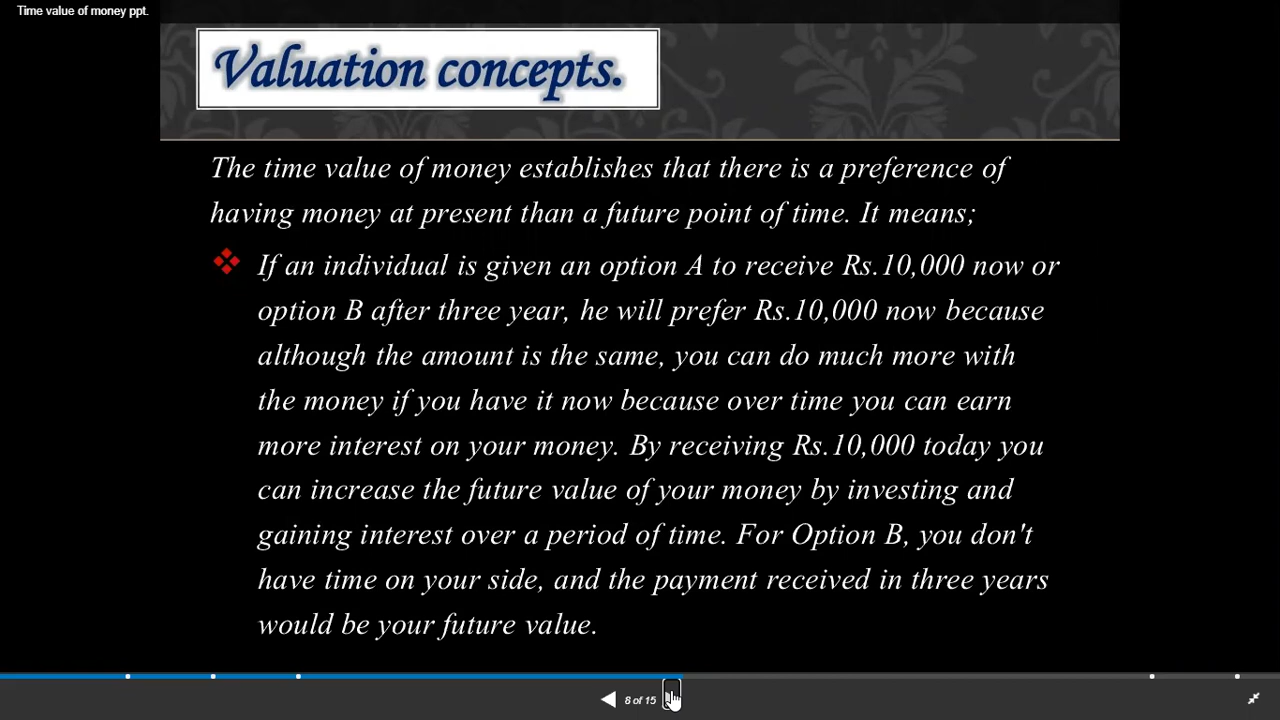 Time value of money ppt.
Valuation concepts.
The time value of money establishes that there is a preference of
having money at present than a future point of time. It means;
If an individual is given an option A to receive Rs.10,000 now or
option B after three year, he will prefer Rs.10,000 now because
although the amount is the same, you can do much more with
the money if you have it now because over time you can earn
more interest on your money. By receiving Rs.10,000 today you
can increase the future value of your money by investing and
gaining interest over a period of time. For Option B, you don't
have time on your side, and the payment received in three years
would be your future value.
8 of 15